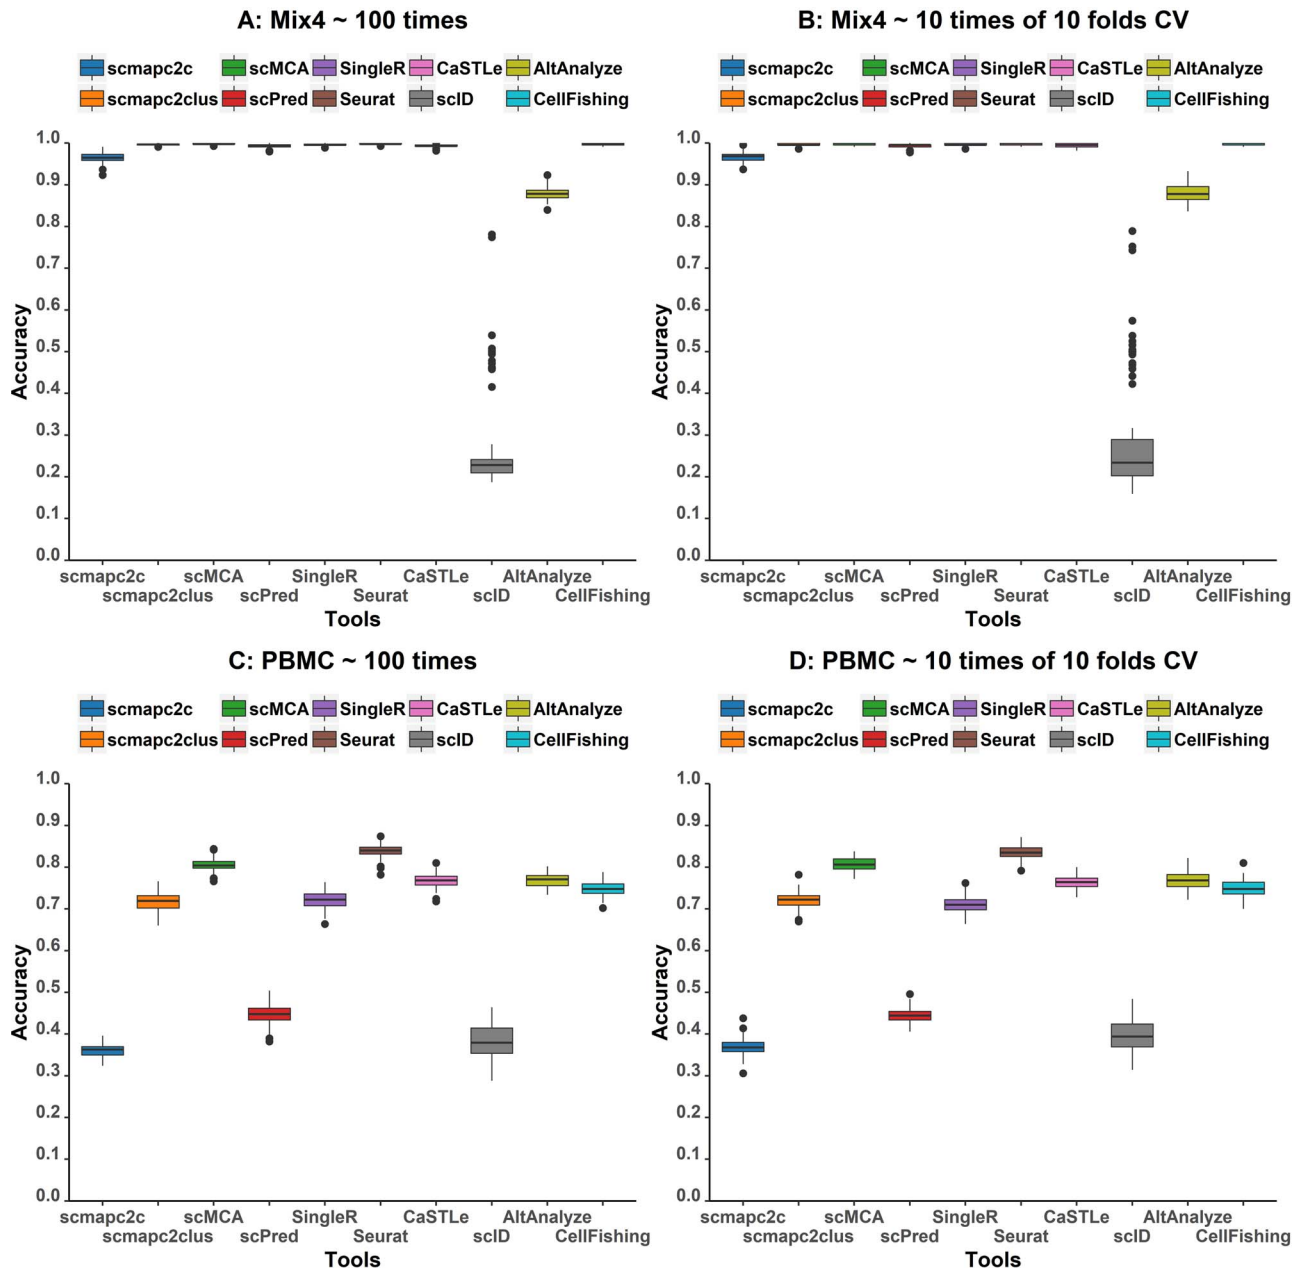 A: Mix4 ~ 100 times
scmapc2c scMCA SingleR CaSTLe AltAnalyze
scmapc2clus scPred Seurat scID CellFishing
1.0
0.9
0.8
0.7
0.6
0.5
0.4
0.3
0.2
0.1
0.0
Accuracy
scmapc2c scMCA SingleR CaSTLe AltAnalyze
scmapc2clus scPred Seurat scID CellFishing
Tools
B: Mix4 ~ 10 times of 10 folds CV
scmapc2c scMCA SingleR CaSTLe AltAnalyze
scmapc2clus scPred Seurat scID CellFishing
1.0
0.9
0.8
0.7
0.6
0.5
0.4
0.3
0.2
0.1
0.0
Accuracy
scmapc2c scMCA SingleR CaSTLe AltAnalyze
scmapc2clus scPred Seurat scID CellFishing
Tools
C: PBMC ~ 100 times
scmapc2c scMCA SingleR CaSTLe AltAnalyze
scmapc2clus scPred Seurat scID CellFishing
1.0
0.9
0.8
0.7
0.6
0.5
0.4
0.3
0.2
0.1
0.0
Accuracy
scmapc2c scMCA SingleR CaSTLe AltAnalyze
scmapc2clus scPred Seurat scID CellFishing
Tools
D: PBMC ~ 10 times of 10 folds CV
scmapc2c scMCA SingleR CaSTLe AltAnalyze
scmapc2clus scPred Seurat scID CellFishing
1.0
0.9
0.8
0.7
0.6
0.5
0.4
0.3
0.2
0.1
0.0
Accuracy
scmapc2c scMCA SingleR CaSTLe AltAnalyze
scmapc2clus scPred Seurat scID CellFishing
Tools